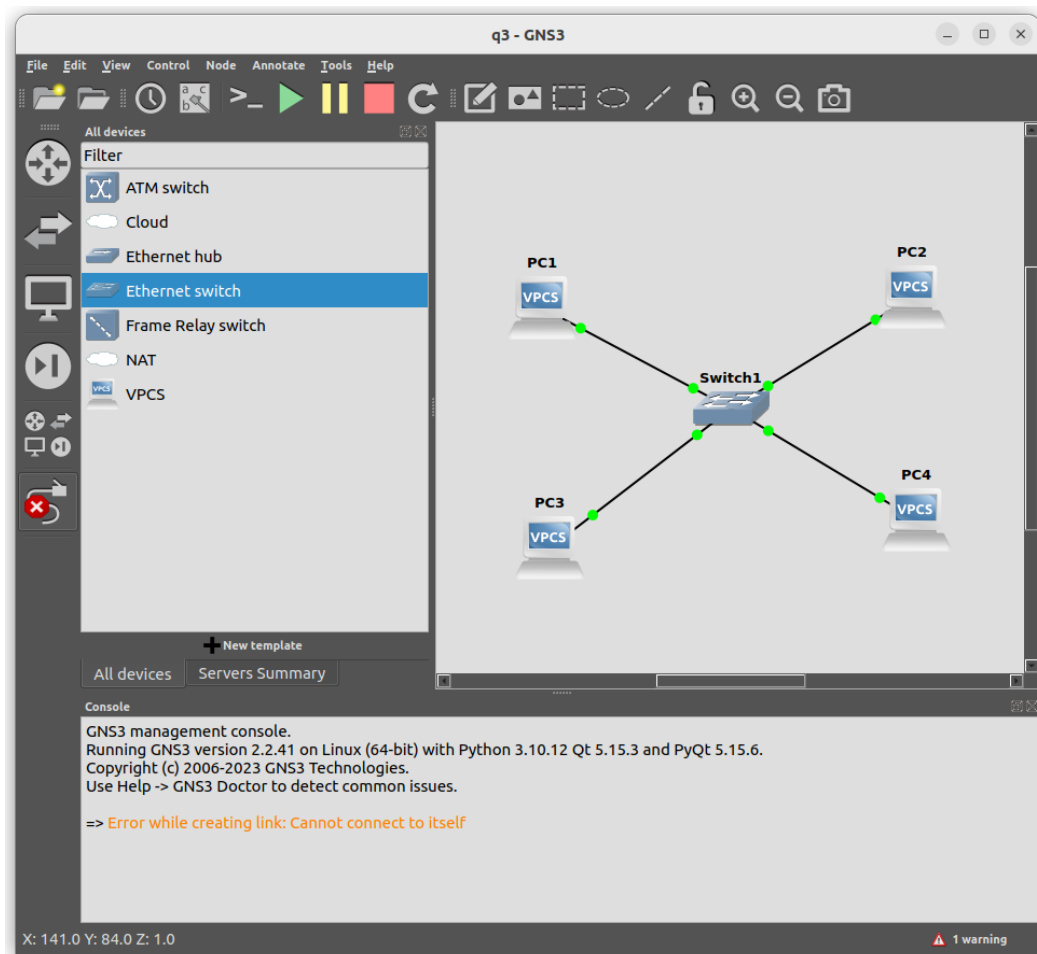 q3 - GNS3
File Edit View Control Node Annotate Tools Help
All devices
Filter
ATM switch
Cloud
Ethernet hub
Ethernet switch
Frame Relay switch
NAT
VPCS
New template
All devices Servers Summary
PC1
VPCS
PC2
VPCS
Switch1
PC3
VPCS
PC4
VPCS
Console
GNS3 management console.
Running GNS3 version 2.2.41 on Linux (64-bit) with Python 3.10.12 Qt 5.15.3 and PyQt 5.15.6.
Copyright (c) 2006-2023 GNS3 Technologies.
Use Help -> GNS3 Doctor to detect common issues.
=> Error while creating link: Cannot connect to itself
X: 141.0 Y: 84.0 Z: 1.0
1 warning